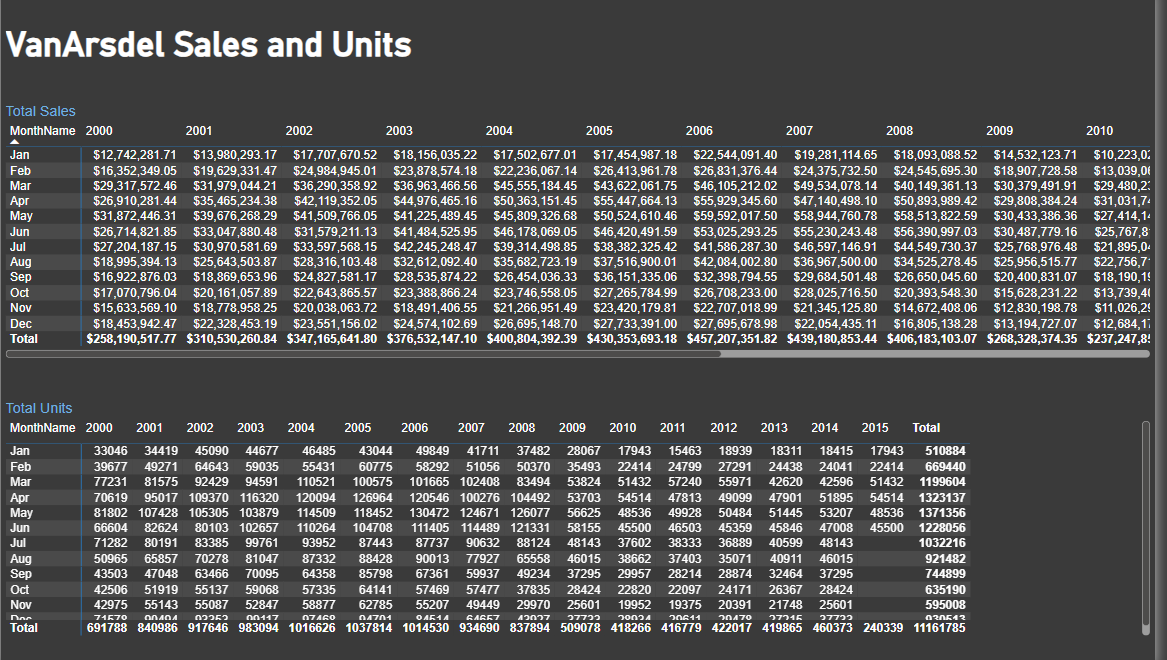 VanArsdel Sales and Units
Total Sales
MonthName 2000 2001 2002 2003 2004 2005 2006 2007 2008 2009 2010
Jan $12,742,281.71 $13,980,293.17 $17,707,670.52 $18,156,035.22 $17,502,677.01 $17,454,987.18 $22,544,091.40 $19,281,114.65 $18,093,088.52 $14,532,123.71 $10,223,02
Feb $16,352,349.05 $19,629,331.47 $24,984,945.01 $23,878,574.18 $22,236,067.14 $26,413,961.78 $26,831,376.44 $24,375,732.50 $24,545,695.30 $18,907,728.58 $13,039,0
Mar $29,317,572.46 $31,979,044.21 $36,290,358.92 $36,963,466.56 $45,555,184.45 $43,622,061.75 $46,105,212.02 $49,534,078.14 $40,149,361.13 $30,379,491.91 $29,480,2
Apr $26,910,281.44 $35,465,234.38 $42,119,352.05 $44,976,465.16 $50,363,151.45 $55,447,664.13 $55,929,345.60 $47,140,498.10 $50,893,989.42 $29,808,384.24 $31,031,7
May $31,872,446.31 $39,676,268.29 $41,509,766.05 $41,225,489.45 $45,809,326.68 $50,524,610.46 $59,592,017.50 $58,944,760.78 $58,513,822.59 $30,433,386.36 $27,414,1
Jun $26,714,821.85 $33,047,880.48 $31,579,211.13 $41,484,525.95 $46,178,069.05 $46,420,491.59 $53,025,293.25 $55,230,243.48 $56,390,997.03 $30,487,779.16 $25,767,8
Jul $27,204,187.15 $30,970,581.69 $33,597,568.15 $42,245,248.47 $39,314,498.85 $38,382,325.42 $41,586,287.30 $46,597,146.91 $44,549,730.37 $25,768,976.48 $21,895,0
Aug $18,995,394.13 $25,643,503.87 $28,316,103.48 $32,612,092.40 $35,682,723.19 $37,516,900.01 $42,084,002.80 $36,967,500.00 $34,525,278.45 $25,956,515.77 $22,756,7
Sep $16,922,876.03 $18,869,653.96 $24,827,581.17 $28,535,874.22 $26,454,036.33 $36,151,335.06 $32,398,794.55 $29,684,501.48 $26,650,045.60 $20,400,831.07 $18,190,1
Oct $17,070,796.04 $20,161,057.89 $22,643,865.57 $23,388,866.24 $23,746,558.05 $27,265,784.99 $26,708,233.00 $28,025,716.50 $20,393,548.30 $15,628,231.22 $13,739,4
Nov $15,633,569.10 $18,778,958.25 $20,038,063.72 $18,491,406.55 $21,266,951.49 $23,420,179.81 $22,707,018.99 $21,345,125.80 $14,672,408.06 $12,830,198.78 $11,026,2
Dec $18,453,942.47 $22,328,453.19 $23,551,156.02 $24,574,102.69 $26,695,148.70 $27,733,391.00 $27,695,678.98 $22,054,435.11 $16,805,138.28 $13,194,727.07 $12,684,1
Total $258,190,517.77 $310,530,260.84 $347,165,641.80 $376,532,147.10 $400,804,392.39 $430,353,693.18 $457,207,351.82 $439,180,853.44 $406,183,103.07 $268,328,374.35 $237,247,8
Total Units
MonthName 2000 2001 2002 2003 2004 2005 2006 2007 2008 2009 2010 2011 2012 2013 2014 2015 Total
Jan 33046 34419 45090 44677 46485 43044 49849 41711 37482 28067 17943 15463 18939 18311 18415 17943 510884
Feb 39677 49271 64643 59035 55431 60775 58292 51056 50370 35493 22414 24799 27291 24438 24041 22414 669440
Mar 77231 81575 92429 94591 110521 100575 101665 102408 83494 53824 51432 57240 55971 42620 42596 51432 1199604
Apr 70619 95017 109370 116320 120094 126964 120546 100276 104492 53703 54514 47813 49099 47901 51895 54514 1323137
May 81802 107428 105305 103879 114509 118452 130472 124671 126077 56625 48536 49928 50484 51445 53207 48536 1371356
Jun 66604 82624 80103 102657 110264 104708 111405 114489 121331 58155 45500 46503 45359 45846 47008 45500 1228056
Jul 71282 80191 83385 99761 93952 87443 87737 90632 88124 48143 37602 38333 36889 40599 48143 1032216
Aug 50965 65857 70278 81047 87332 88428 90013 77927 65558 46015 38662 37403 35071 40911 46015 921482
Sep 43503 47048 63466 70095 64358 85798 67361 59937 49234 37295 29957 28214 28874 32464 37295 744899
Oct 42506 51919 55137 59068 57335 64141 57469 57477 37835 28424 22820 22097 24171 26367 28424 635190
Nov 42975 55143 55087 52847 58877 62785 55207 49449 29970 25601 19952 19375 20391 21748 25601 595008
Total 691788 840986 917646 983094 1016626 1037814 1014530 934690 837894 509078 418266 416779 422017 419865 460373 240339 11161785